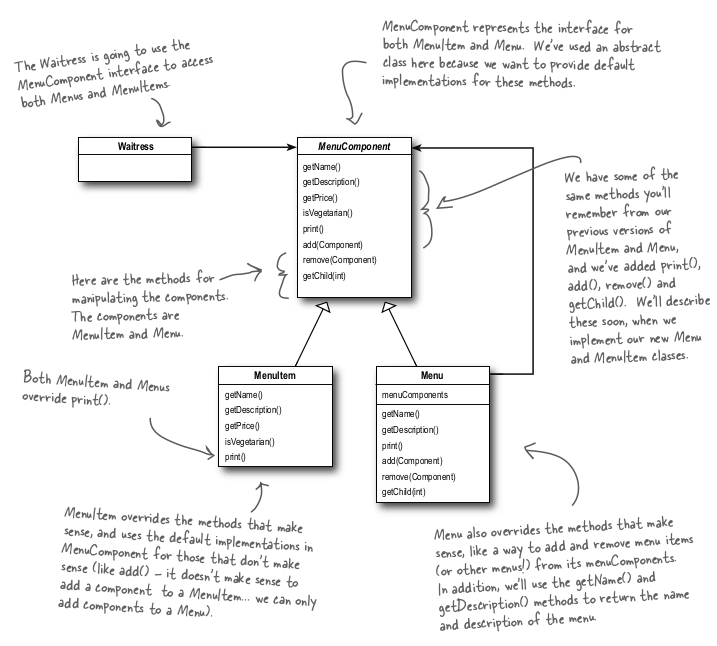 The Waitress is going to use the
MenuComponent interface to access
both Menus and MenuItems.
MenuComponent represents the interface for
both MenuItem and Menu. We've used an abstract
class here because we want to provide default
implementations for these methods.
Waitress
MenuComponent
getName()
getDescription()
getPrice()
isVegetarian()
print()
add(Component)
remove(Component)
getChild(int)
We have some of the
same methods you'll
remember from our
previous versions of
MenuItem and Menu,
and we've added print(),
add(), remove() and
getChild(). We'll describe
these soon, when we
implement our new Menu
and MenuItem classes.
Here are the methods for
manipulating the components.
The components are
MenuItem and Menu.
Both MenuItem and Menus
override print().
MenuItem
getName()
getDescription()
getPrice()
isVegetarian()
print()
Menu
menuComponents
getName()
getDescription()
print()
add(Component)
remove(Component)
getChild(int)
MenuItem overrides the methods that make
sense, and uses the default implementations in
MenuComponent for those that don't make
sense (like add() – it doesn't make sense to
add a component to a MenuItem... we can only
add components to a Menu).
Menu also overrides the methods that make
sense, like a way to add and remove menu items
(or other menus!) from its menuComponents.
In addition, we'll use the getName() and
getDescription() methods to return the name
and description of the menu.